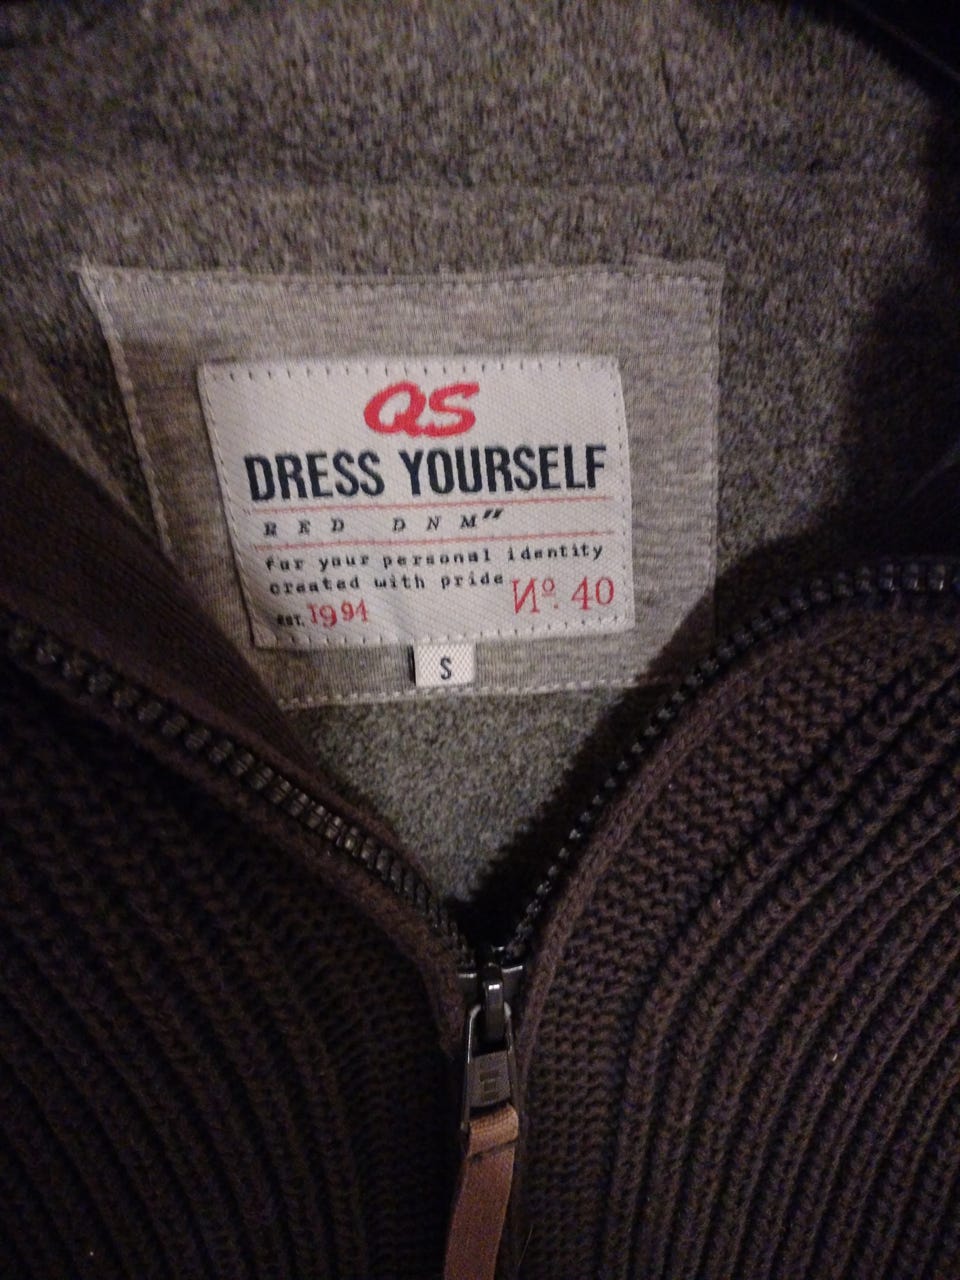 QS
DRESS YOURSELF
RED DNM”
for your personal identity
created with pride
EST. 1994 Nº. 40
S